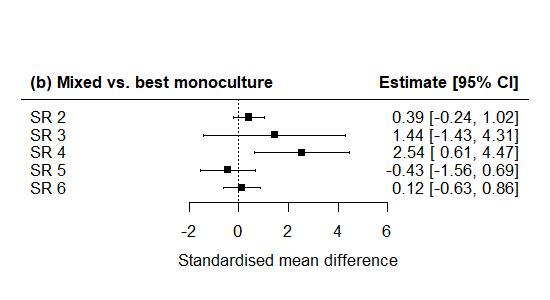 (b) Mixed vs. best monoculture Estimate [95% CI]
SR 2 0.39 [-0.24, 1.02]
SR 3 1.44 [-1.43, 4.31]
SR 4 2.54 [ 0.61, 4.47]
SR 5 -0.43 [-1.56, 0.69]
SR 6 0.12 [-0.63, 0.86]
-2 0 2 4 6
Standardised mean difference